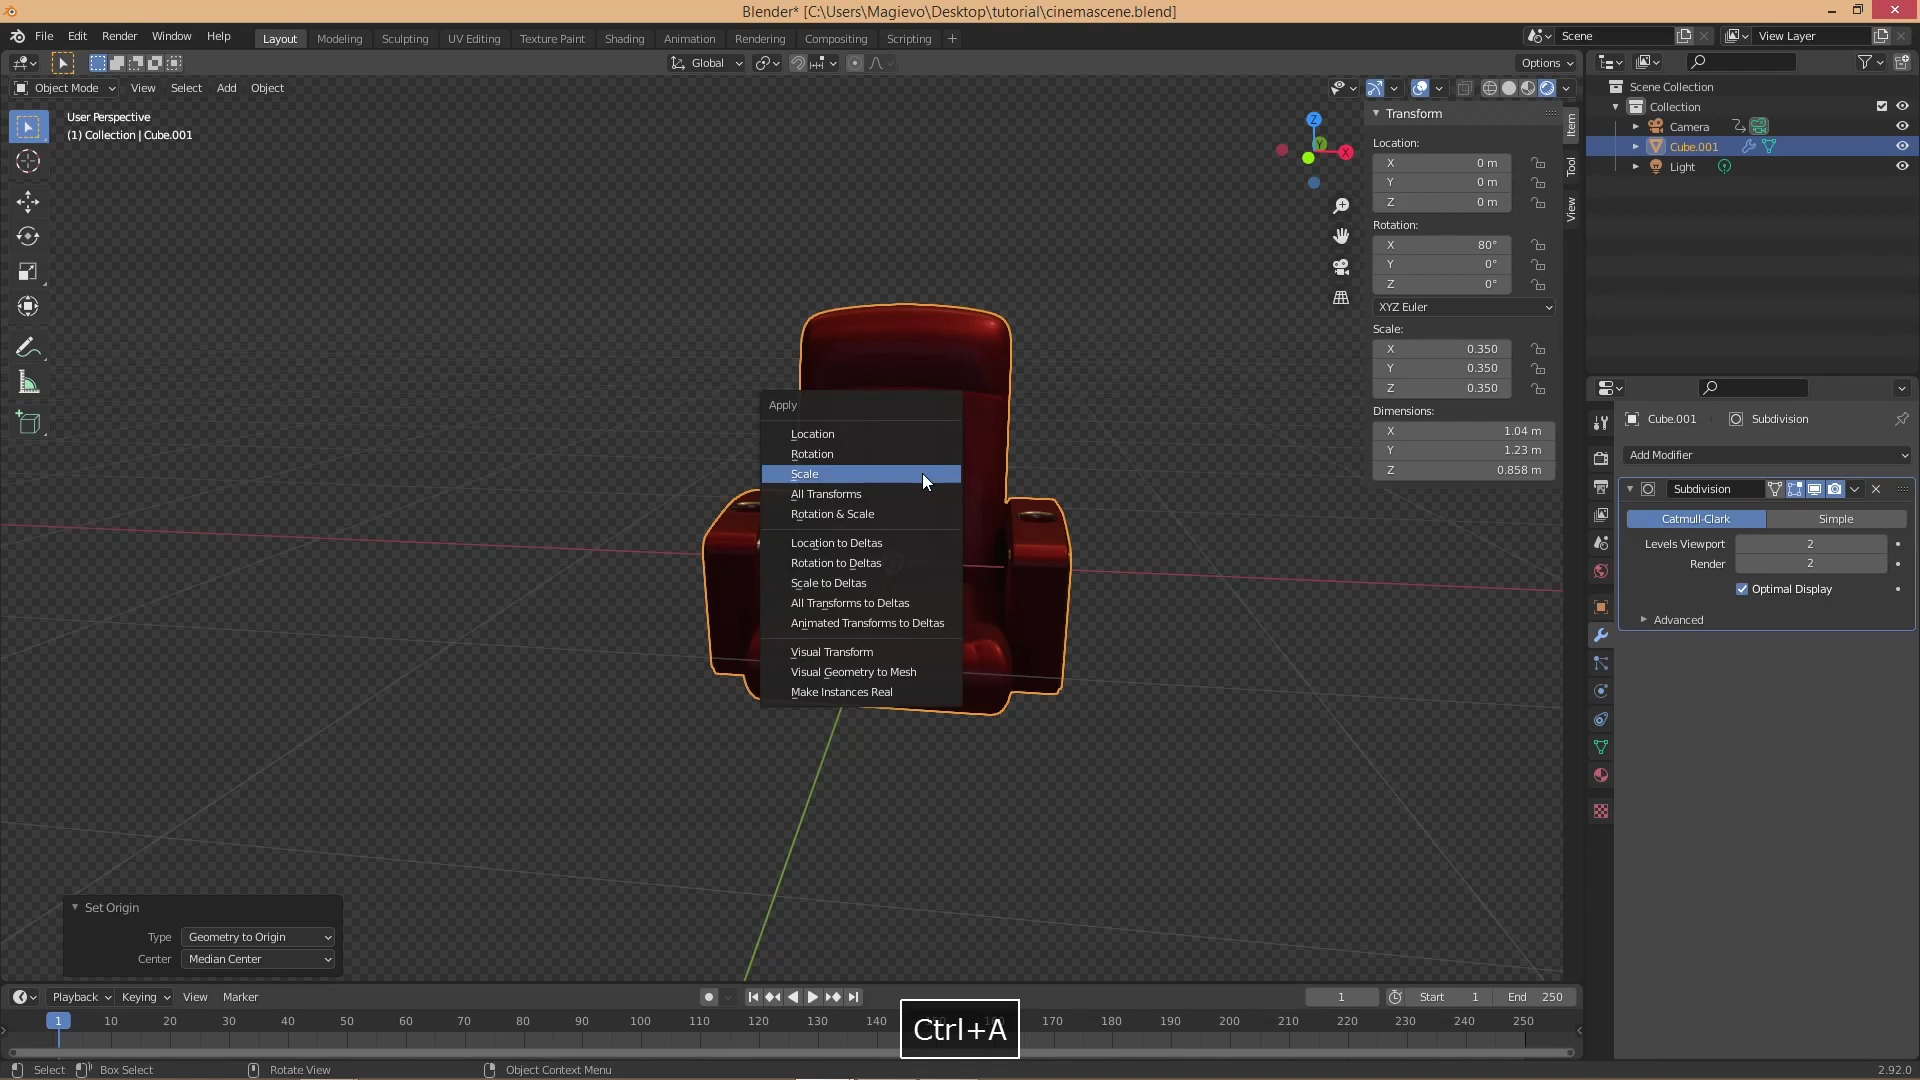 Blender* [C:\Users\Magievo\Desktop\tutorial\cinemascene.blend]
File Edit Render Window Help Layout Modeling Sculpting UV Editing Texture Paint Shading Animation Rendering Compositing Scripting + Scene View Layer
Global Options
Object Mode View Select Add Object
User Perspective
(1) Collection | Cube.001
Z
Y
X
Transform
Location:
X 0 m
Y 0 m
Z 0 m
Rotation:
X 80°
Y 0°
Z 0°
XYZ Euler
Scale:
X 0.350
Y 0.350
Z 0.350
Dimensions:
X 1.04 m
Y 1.23 m
Z 0.858 m
Item
Tool
View
Scene Collection
Collection
Camera
Cube.001
Light
Cube.001 Subdivision
Add Modifier
Subdivision
Catmull-Clark Simple
Levels Viewport 2
Render 2
Optimal Display
Advanced
Apply
Location
Rotation
Scale
All Transforms
Rotation & Scale
Location to Deltas
Rotation to Deltas
Scale to Deltas
All Transforms to Deltas
Animated Transforms to Deltas
Visual Transform
Visual Geometry to Mesh
Make Instances Real
Set Origin
Type Geometry to Origin
Center Median Center
Playback Keying View Marker 1 Start 1 End 250
1 10 20 30 40 50 60 70 80 90 100 110 120 130 140 170 180 190 200 210 220 230 240 250
Ctrl+A
Select Box Select Rotate View Object Context Menu 2.92.0